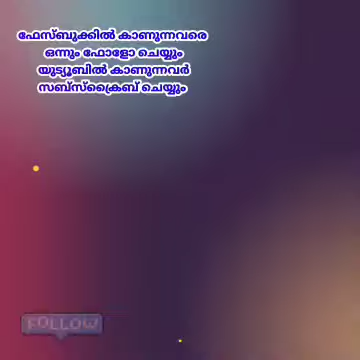 ഫേസ്ബുക്കിൽ കാണുന്നവരെ
ഒന്നും ഫോളോ ചെയ്യും
യുട്യൂബിൽ കാണുന്നവർ
സബ്സ്ക്രൈബ് ചെയ്യും
FOLLOW